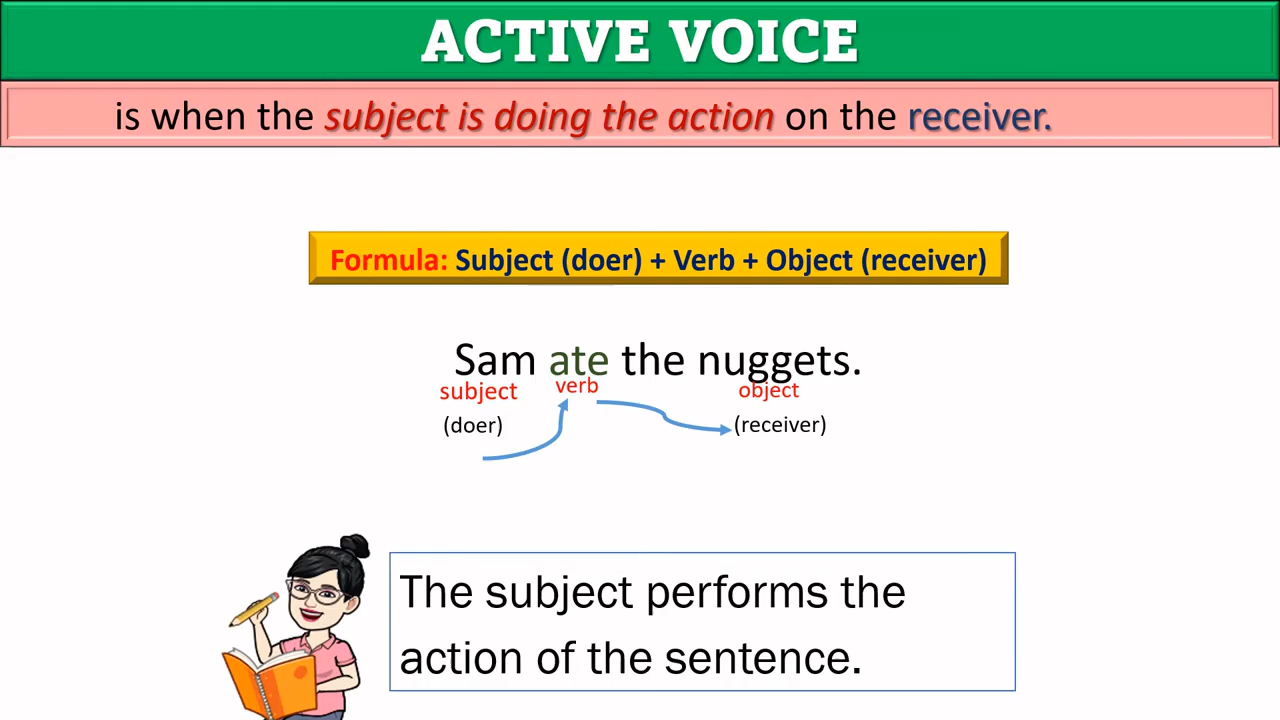 ACTIVE VOICE
is when the subject is doing the action on the receiver.
Formula: Subject (doer) + Verb + Object (receiver)
Sam ate the nuggets.
subject verb object
(doer) (receiver)
The subject performs the
action of the sentence.